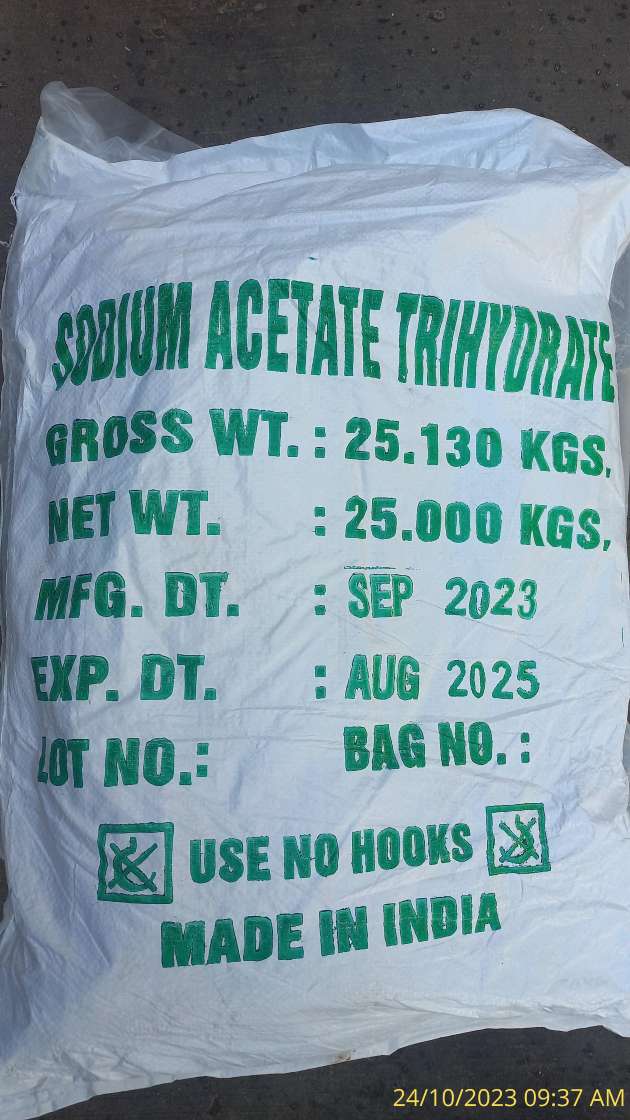 SODIUM ACETATE TRIHYDRATE
GROSS WT. : 25.130 KGS,
NET WT. : 25.000 KGS,
MFG. DT. : SEP 2023
EXP. DT. : AUG 2025
LOT NO.: BAG NO. :
USE NO HOOKS
MADE IN INDIA
24/10/2023 09:37 AM